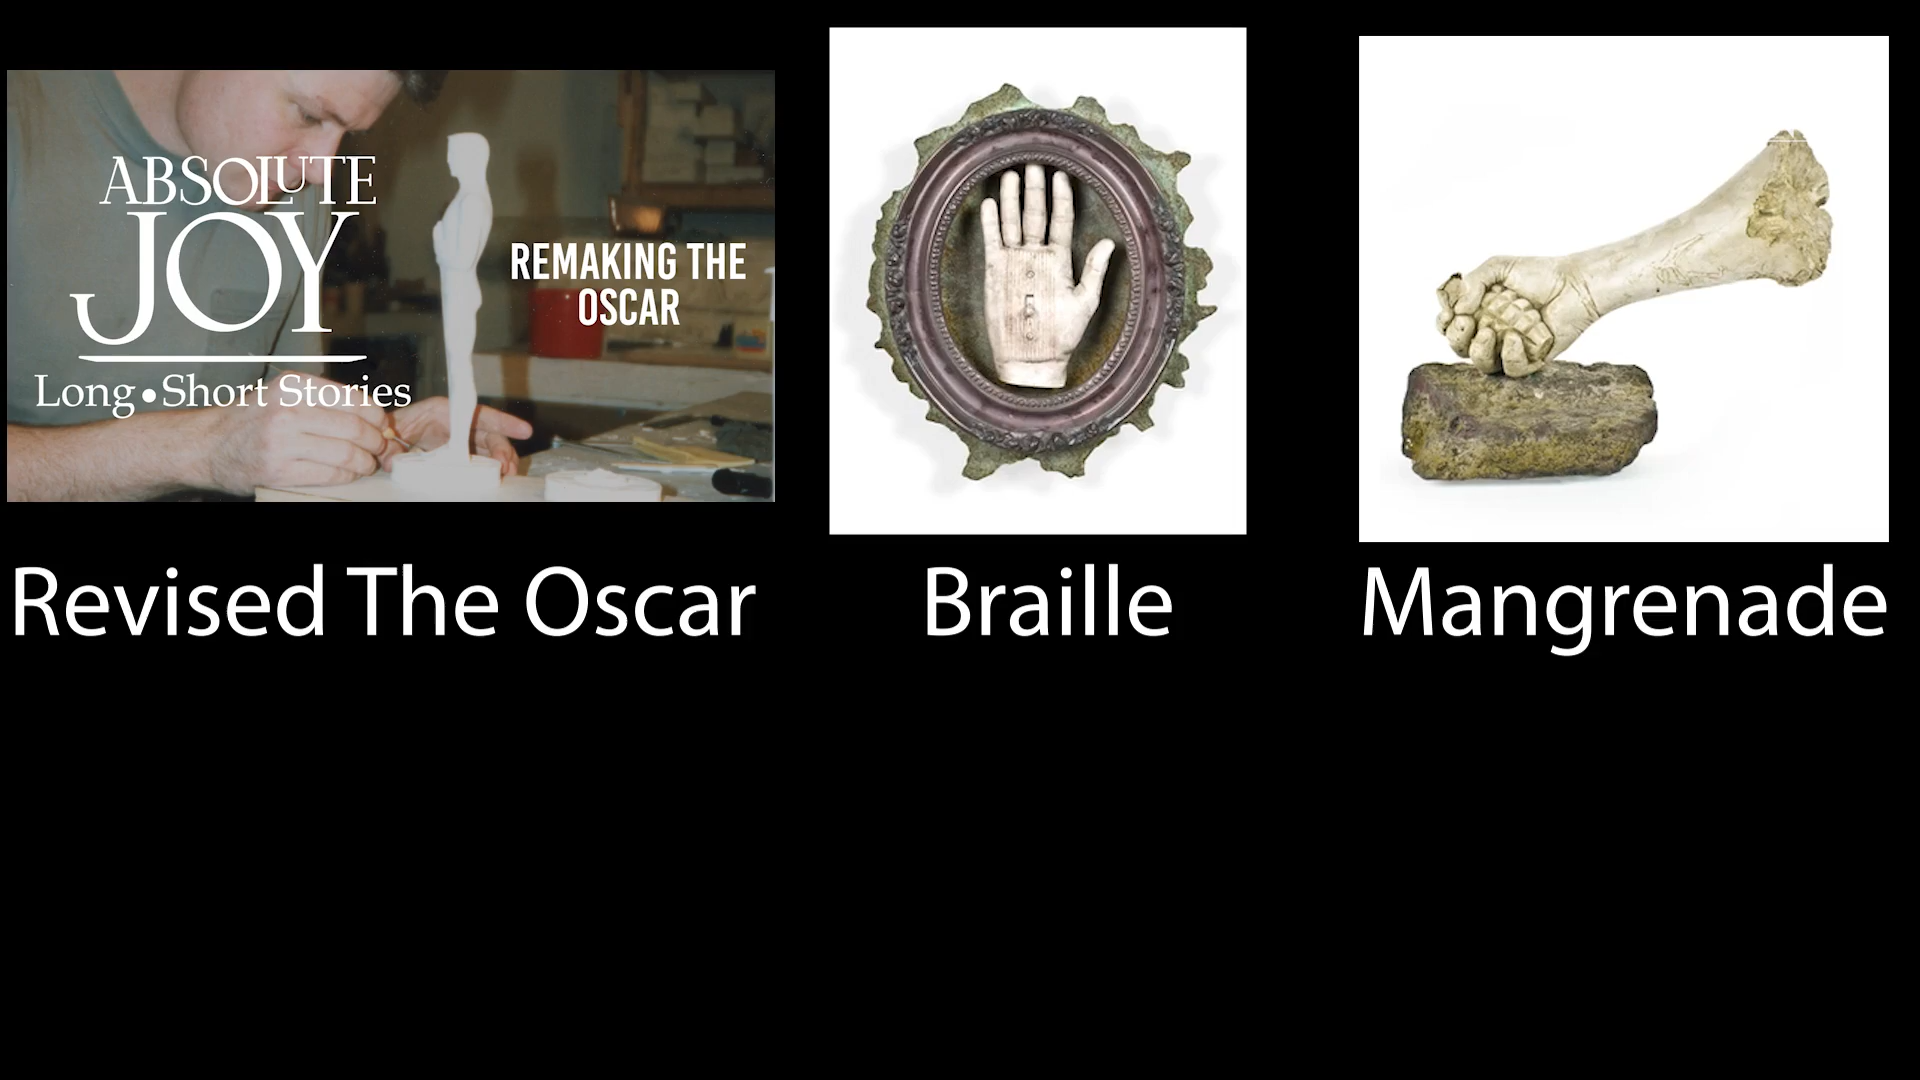 ABSOLUTE
JOY
Long•Short Stories
REMAKING THE
OSCAR
Revised The Oscar
Braille
Mangrenade